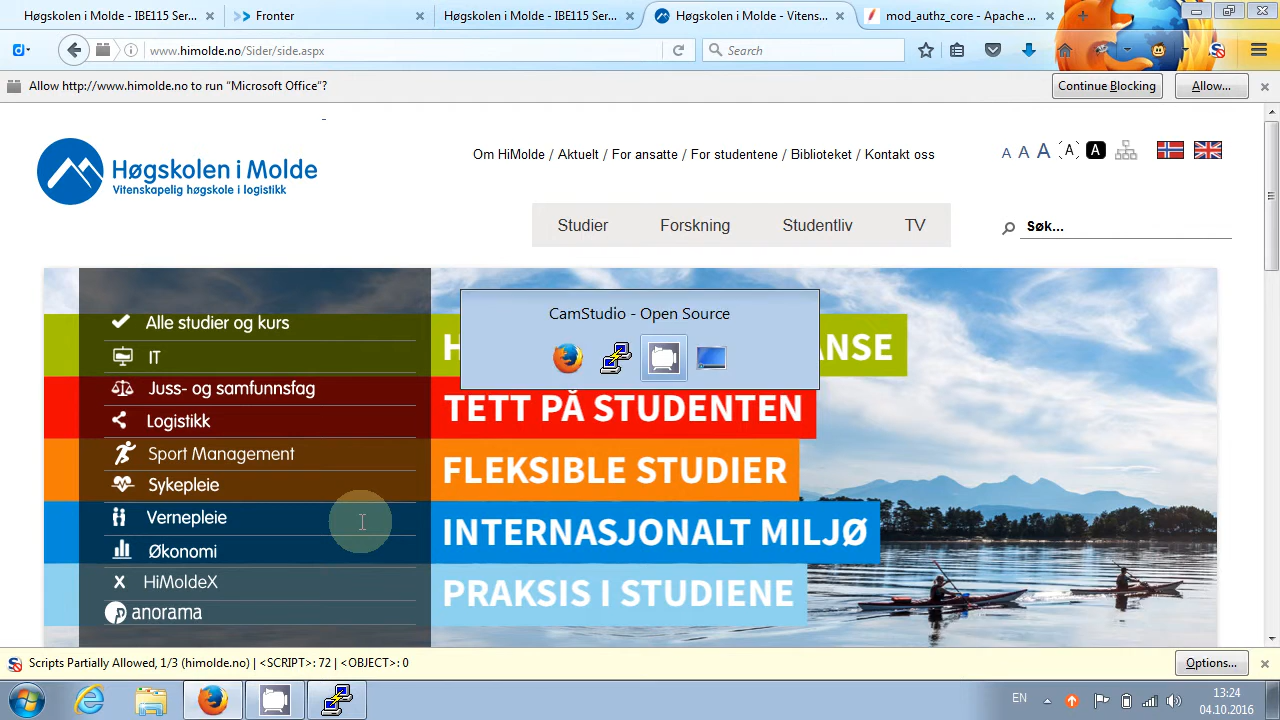 Høgskolen i Molde - IBE115 Ser...
Fronter
Høgskolen i Molde - IBE115 Ser...
Høgskolen i Molde - Vitens...
mod_authz_core - Apache ...
www.himolde.no/Sider/side.aspx
Search
Allow http://www.himolde.no to run "Microsoft Office"?
Continue Blocking
Allow...
Høgskolen i Molde
Vitenskapelig høgskole i logistikk
Om HiMolde / Aktuelt / For ansatte / For studentene / Biblioteket / Kontakt oss
A A A A A
Studier Forskning Studentliv TV
Søk...
CamStudio - Open Source
Alle studier og kurs
IT
Juss- og samfunnsfag
Logistikk
Sport Management
Sykepleie
Vernepleie
Økonomi
X HiMoldeX
Panorama
H
ANSE
TETT PÅ STUDENTEN
FLEKSIBLE STUDIER
INTERNASJONALT MILJØ
PRAKSIS I STUDIENE
Scripts Partially Allowed, 1/3 (himolde.no) | <SCRIPT>: 72 | <OBJECT>: 0
Options...
EN
13:24
04.10.2016